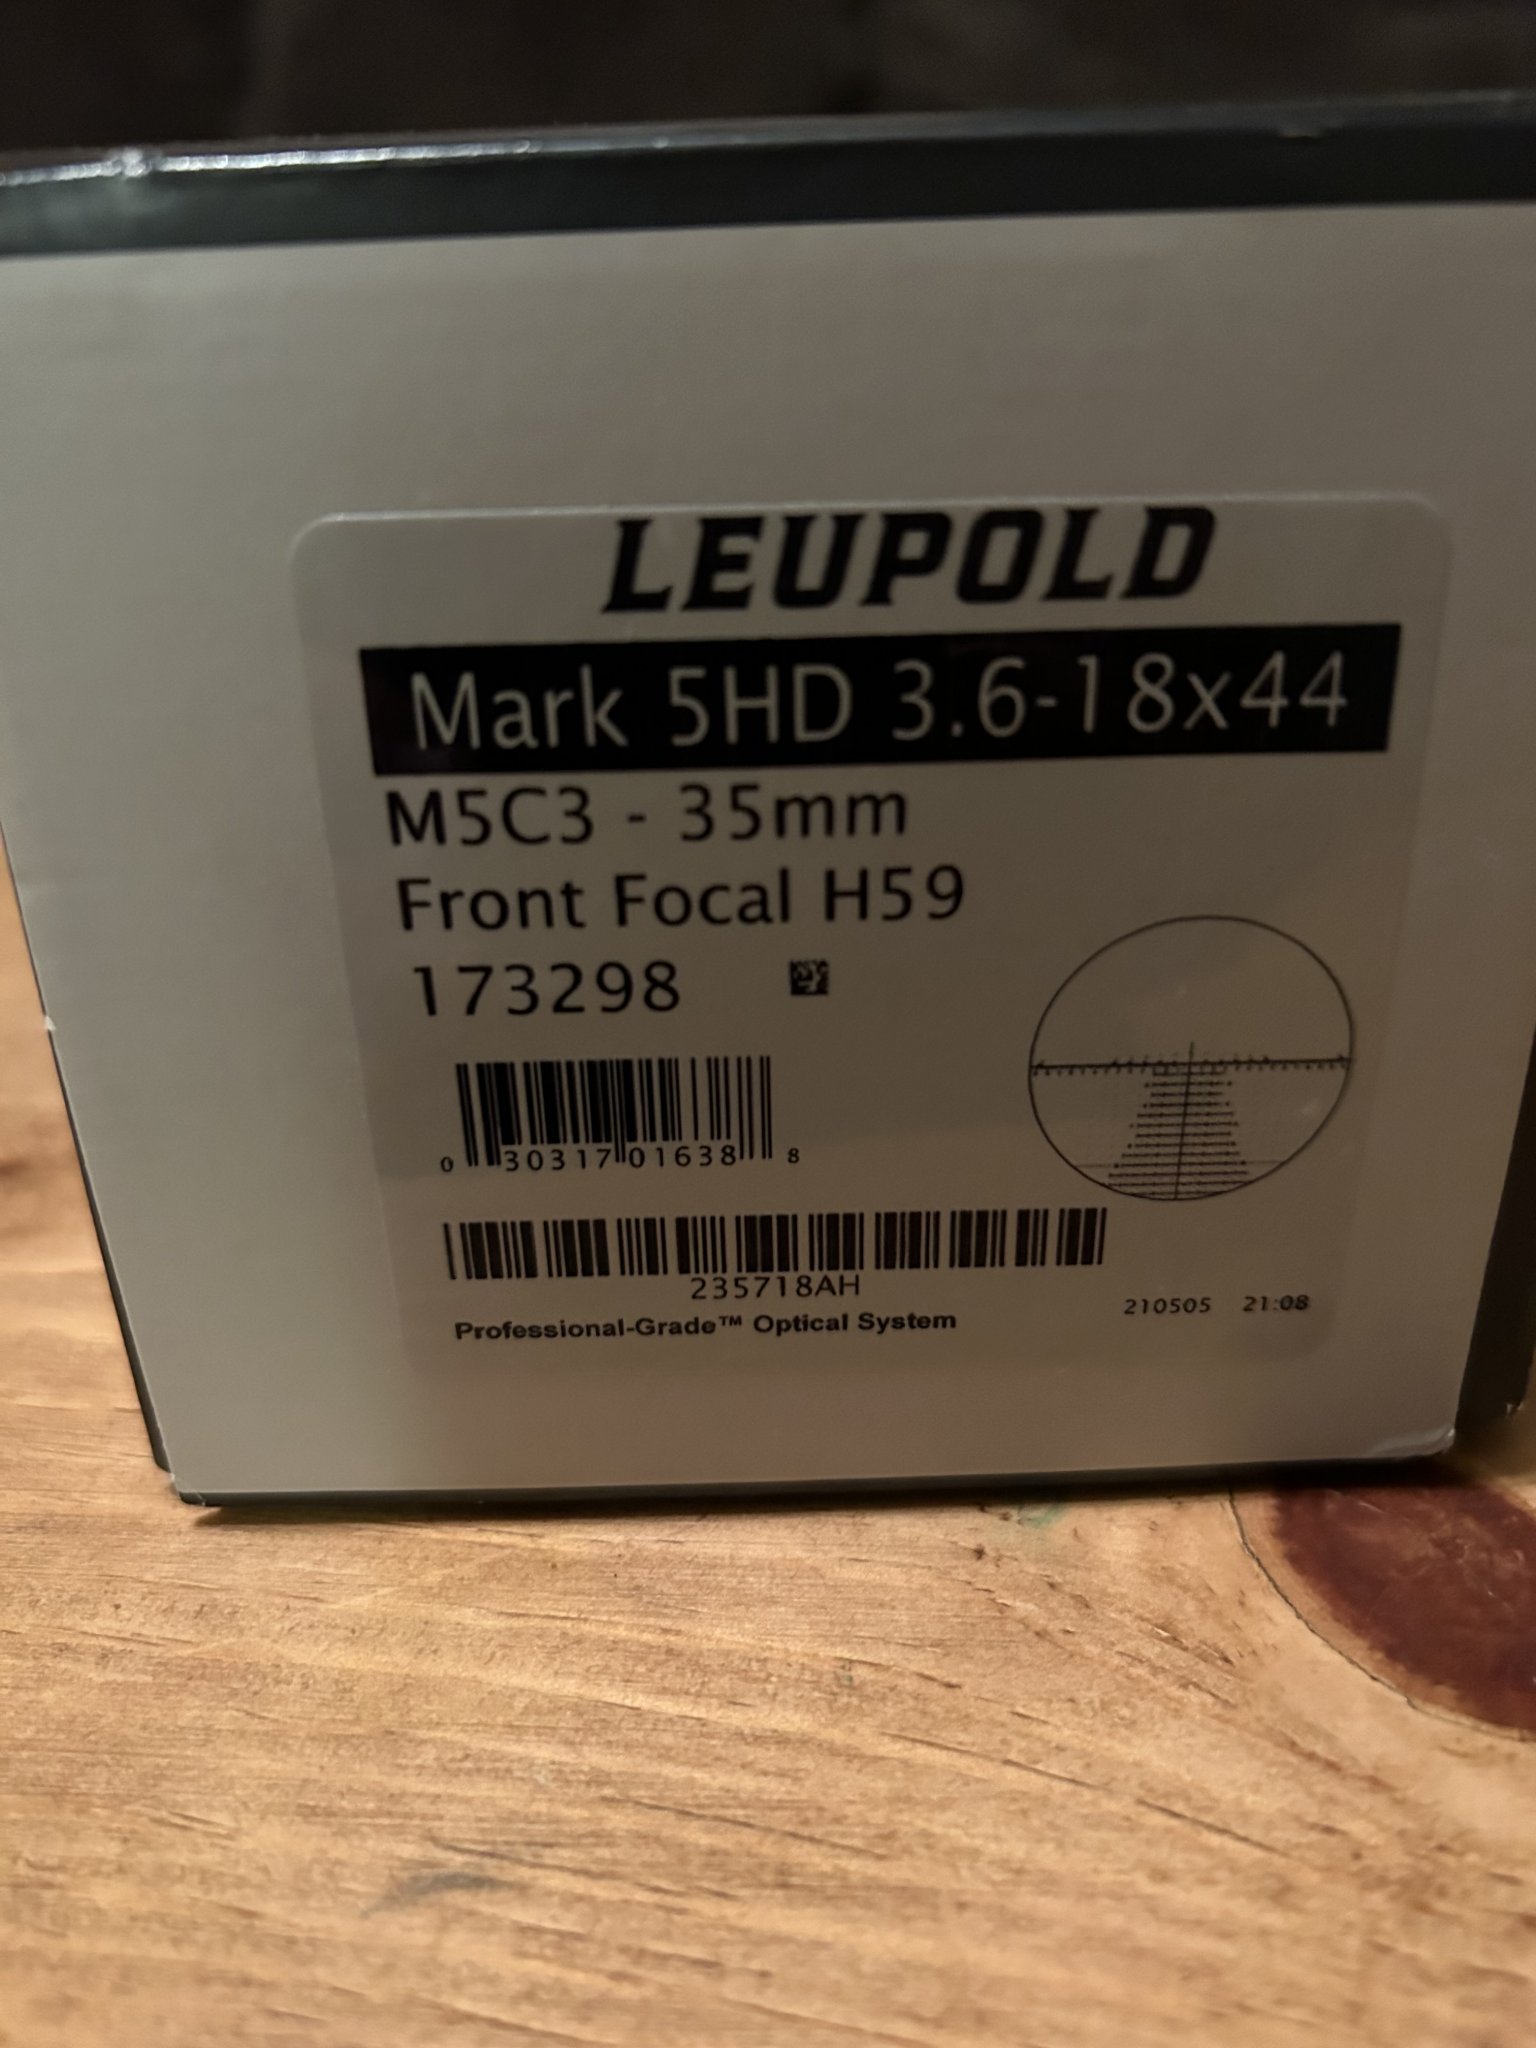 LEUPOLD
Mark 5HD 3.6-18x44
M5C3 - 35mm
Front Focal H59
173298
0 30317 01638 8
235718AH
Professional-Grade™ Optical System
210505 21:08